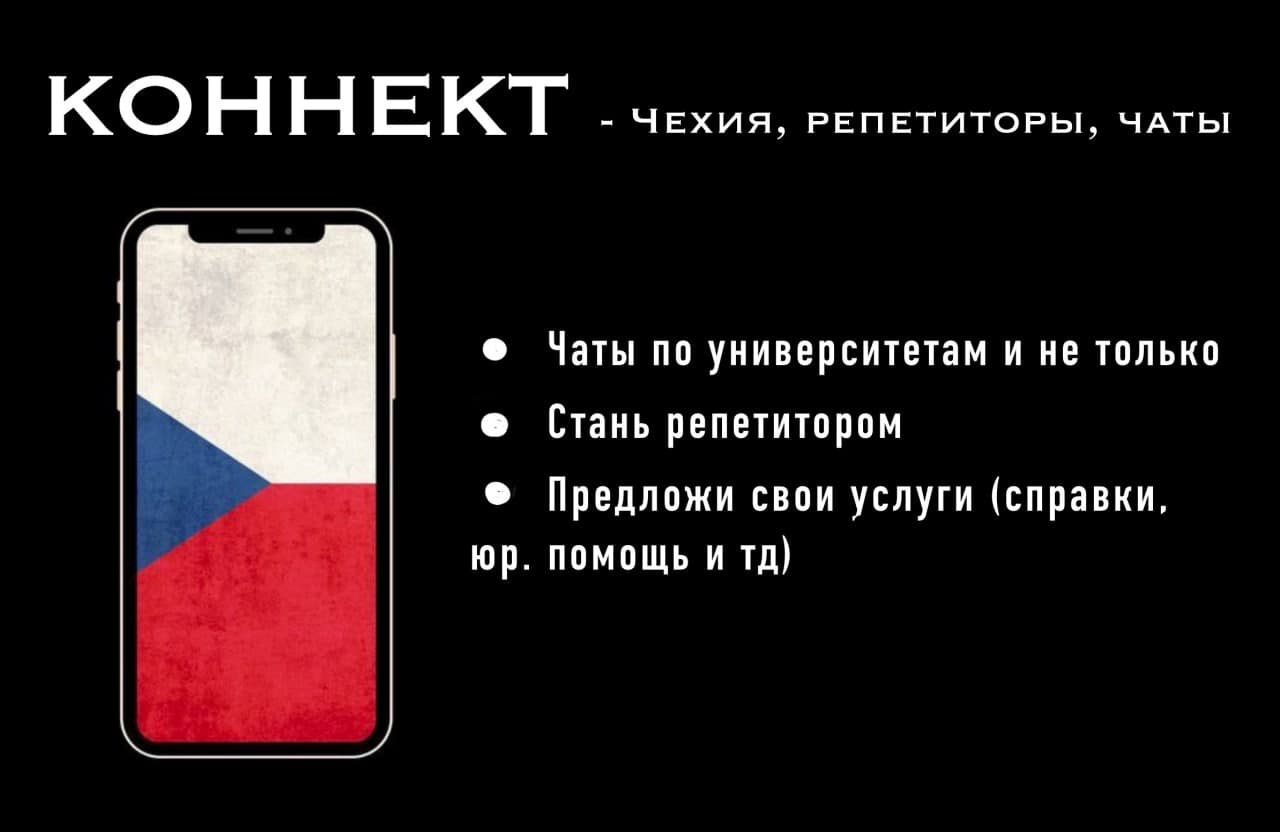 КОННЕКТ - Чехия, репетиторы, чаты
● Чаты по университетам и не только
● Стань репетитором
● Предложи свои услуги (справки,
юр. помощь и тд)